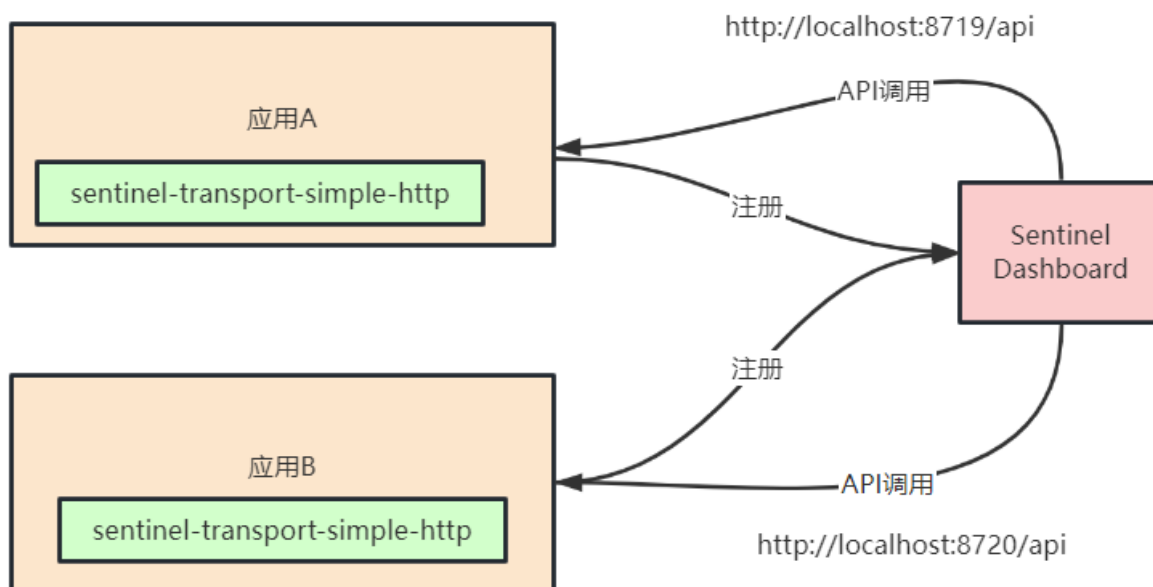 http://localhost:8719/api
API调用
应用A
sentinel-transport-simple-http
注册
Sentinel
Dashboard
注册
应用B
API调用
sentinel-transport-simple-http
http://localhost:8720/api